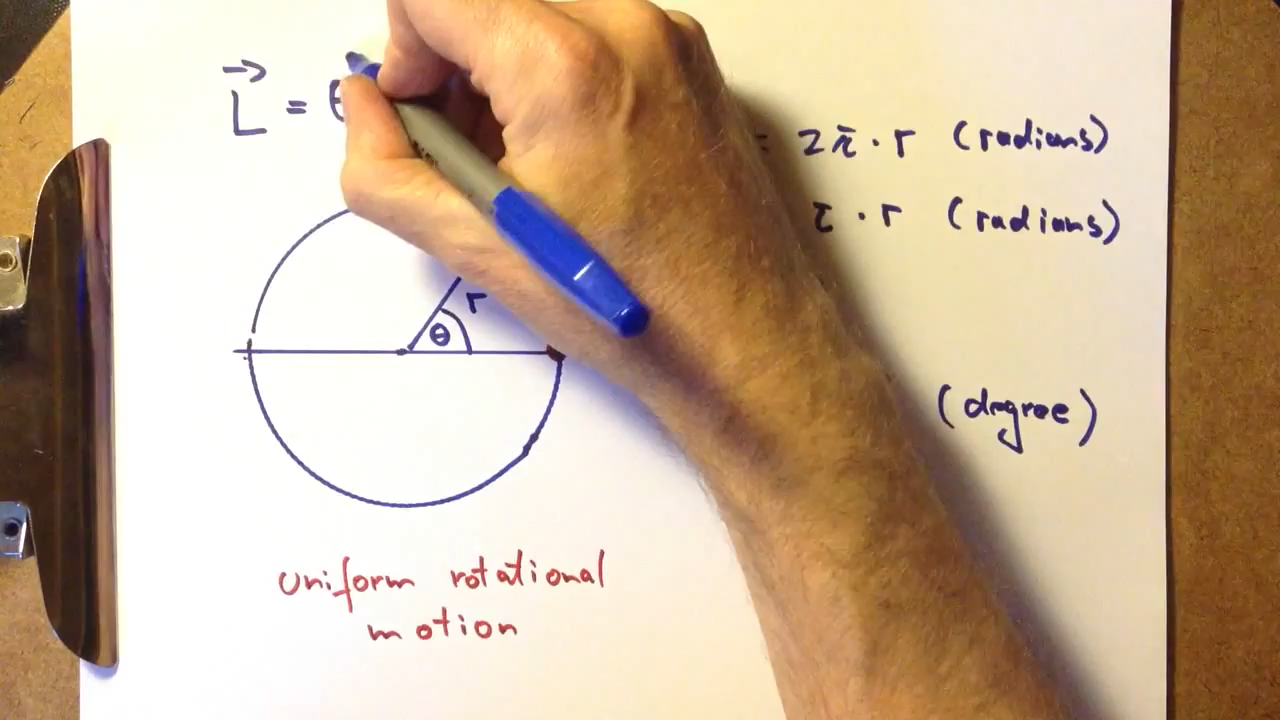 L = θ
= 2π · r (radians)
π · r (radians)
r
θ
(degree)
uniform rotational
motion